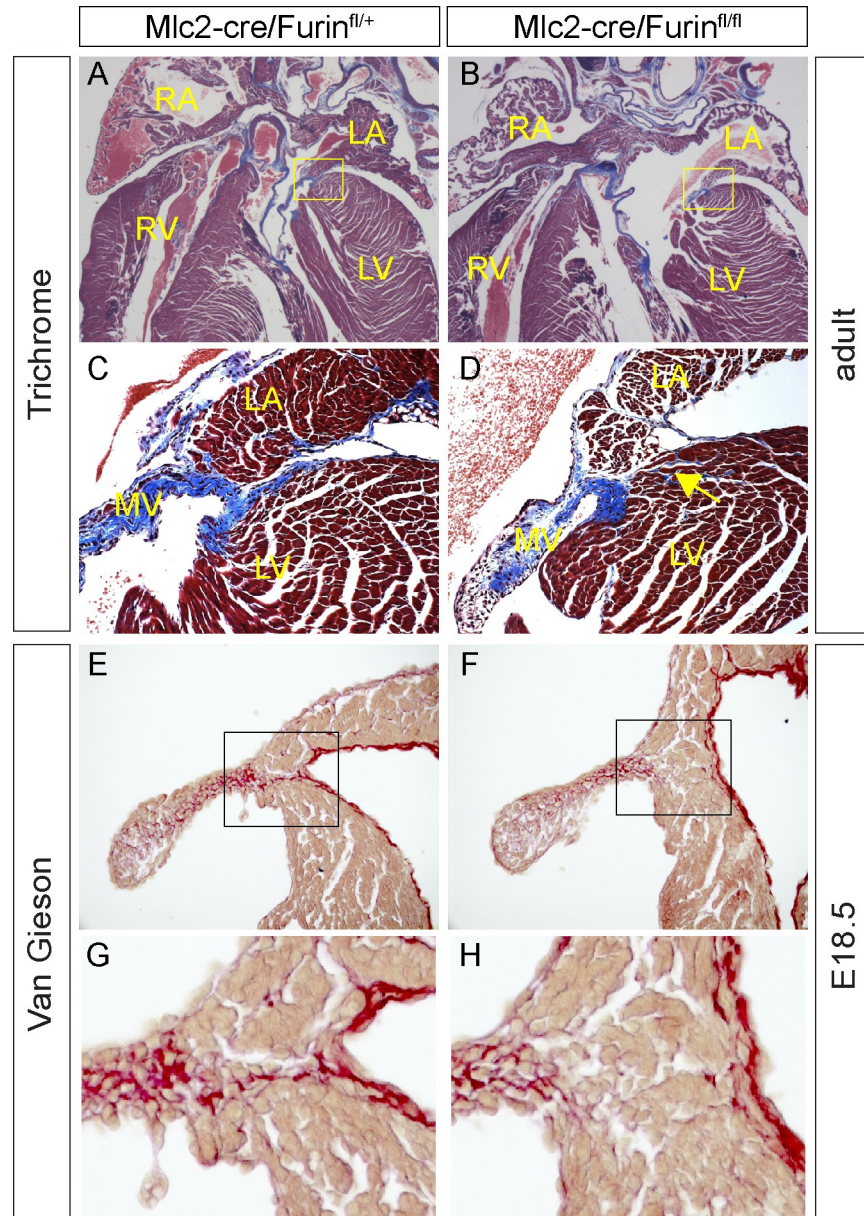 Mlc2-cre/Furinfl/+
Mlc2-cre/Furinfl/fl
Trichrome
adult
A
RA
LA
RV
LV
B
RA
LA
RV
LV
C
LA
MV
LV
D
LA
MV
LV
Van Gieson
E18.5
E
F
G
H